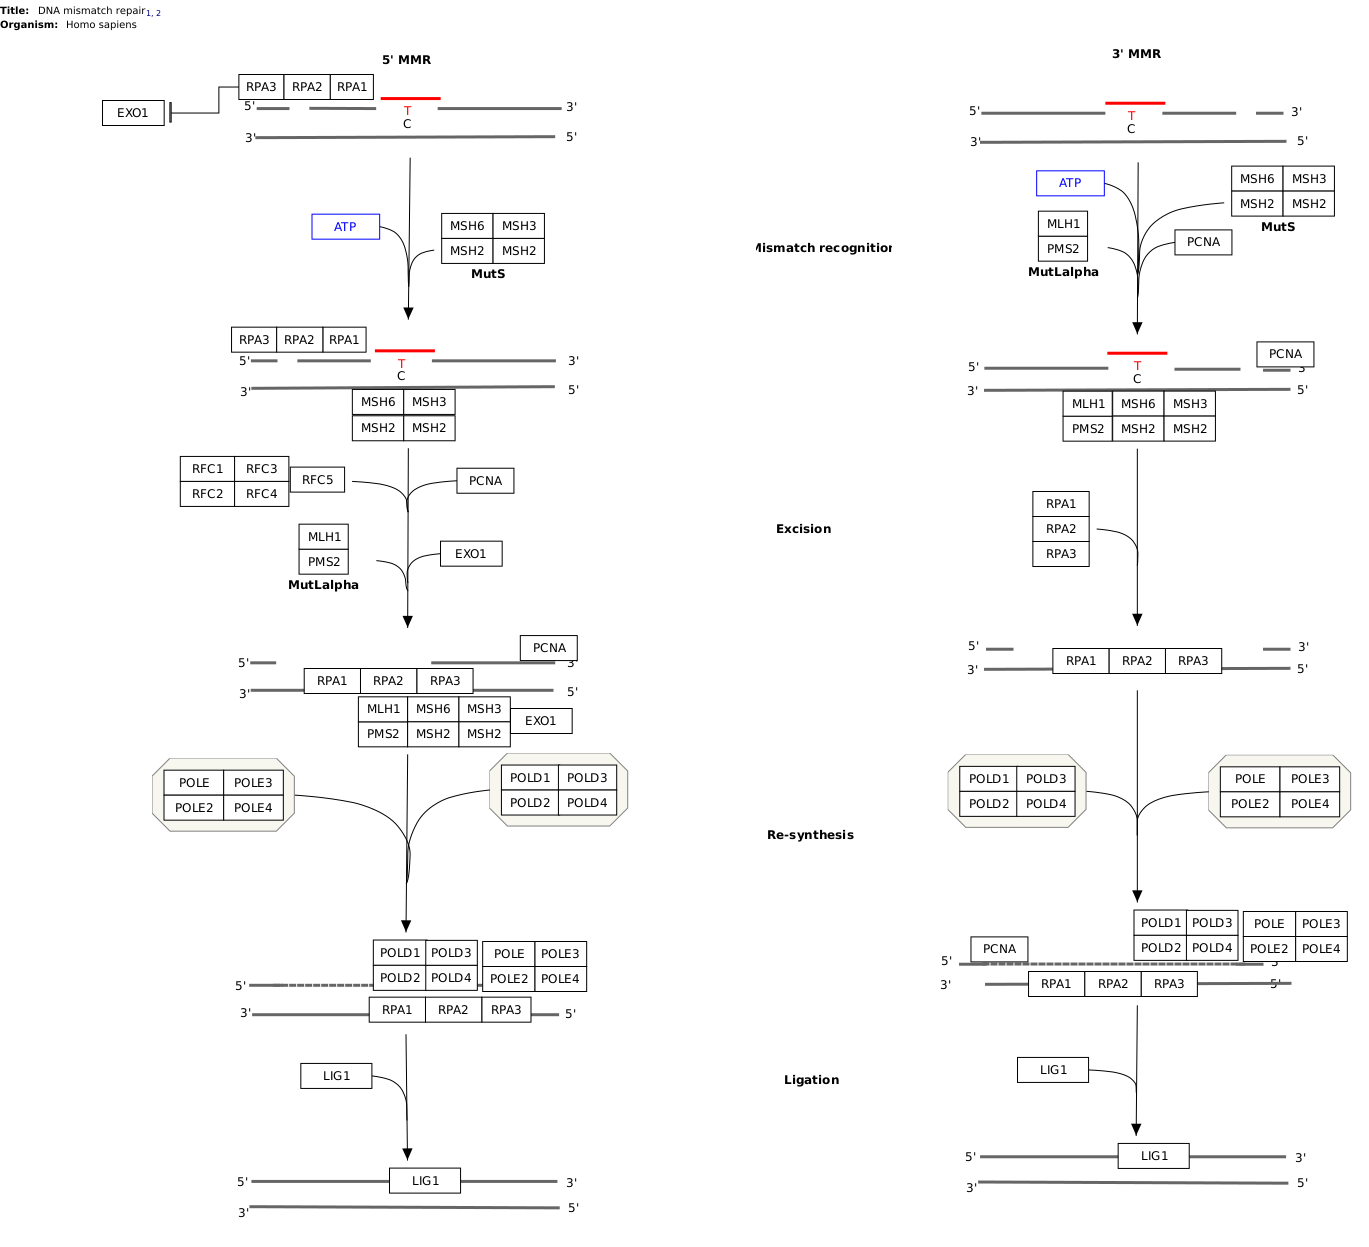 Title: DNA mismatch repair1, 2
Organism: Homo sapiens
5' MMR
RPA3 RPA2 RPA1
EXO1
5' 3'
T
C
3' 5'
ATP
MSH6 MSH3
MSH2 MSH2
MutS
RPA3 RPA2 RPA1
5' 3'
T
C
3' 5'
MSH6 MSH3
MSH2 MSH2
RFC1 RFC3
RFC2 RFC4
RFC5
PCNA
MLH1
PMS2
MutLalpha
EXO1
PCNA
5' 3'
RPA1 RPA2 RPA3
3' 5'
MLH1 MSH6 MSH3
PMS2 MSH2 MSH2
EXO1
POLE POLE3
POLE2 POLE4
POLD1 POLD3
POLD2 POLD4
POLD1 POLD3
POLD2 POLD4
POLE POLE3
POLE2 POLE4
5'
RPA1 RPA2 RPA3
3' 5'
LIG1
5' LIG1 3'
3' 5'
Mismatch recognition
Excision
Re-synthesis
Ligation
3' MMR
5' 3'
T
C
3' 5'
ATP
MSH6 MSH3
MSH2 MSH2
MutS
MLH1
PMS2
MutLalpha
PCNA
PCNA
5' 3'
T
C
3' 5'
MLH1 MSH6 MSH3
PMS2 MSH2 MSH2
RPA1
RPA2
RPA3
5' 3'
RPA1 RPA2 RPA3
3' 5'
POLD1 POLD3
POLD2 POLD4
POLE POLE3
POLE2 POLE4
POLD1 POLD3
POLD2 POLD4
POLE POLE3
POLE2 POLE4
PCNA
5' 3'
3' RPA1 RPA2 RPA3 5'
LIG1
5' LIG1 3'
3' 5'